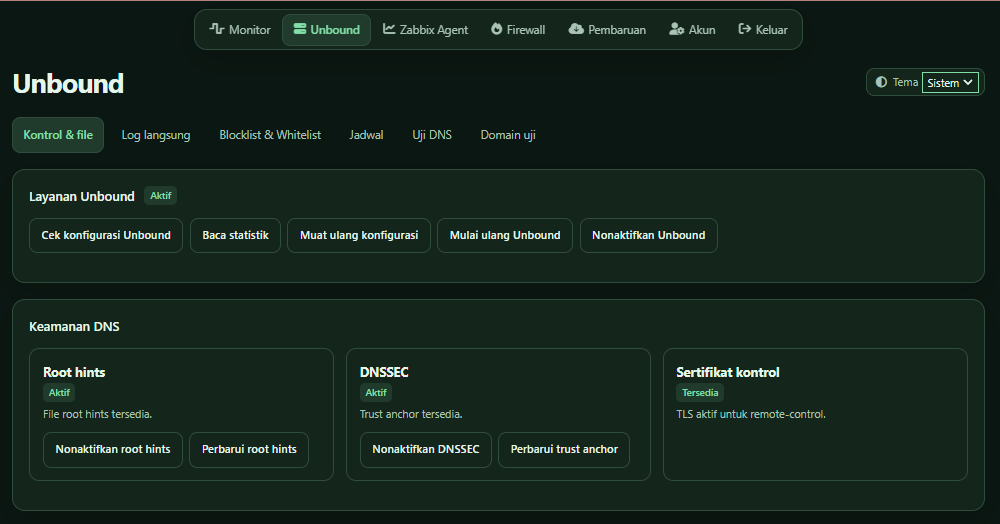 Monitor Unbound Zabbix Agent Firewall Pembaruan Akun Keluar
Unbound
Tema Sistem
Kontrol & file Log langsung Blocklist & Whitelist Jadwal Uji DNS Domain uji
Layanan Unbound Aktif
Cek konfigurasi Unbound Baca statistik Muat ulang konfigurasi Mulai ulang Unbound Nonaktifkan Unbound
Keamanan DNS
Root hints
Aktif
File root hints tersedia.
Nonaktifkan root hints Perbarui root hints
DNSSEC
Aktif
Trust anchor tersedia.
Nonaktifkan DNSSEC Perbarui trust anchor
Sertifikat kontrol
Tersedia
TLS aktif untuk remote-control.